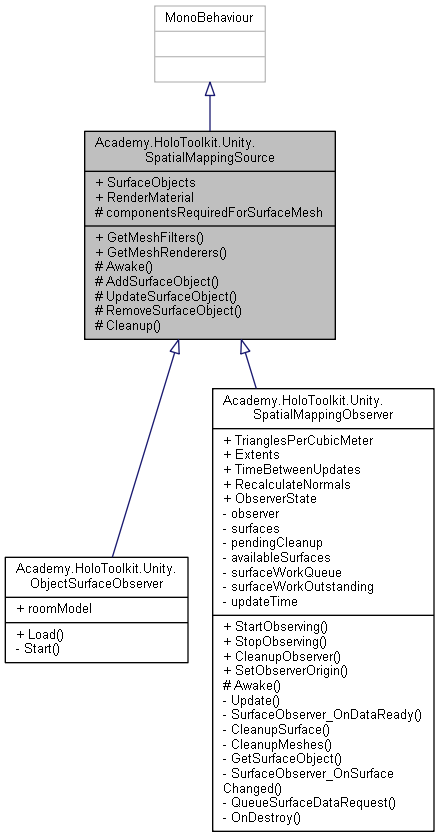 MonoBehaviour
Academy.HoloToolkit.Unity.
SpatialMappingSource
+ SurfaceObjects
+ RenderMaterial
# componentsRequiredForSurfaceMesh
+ GetMeshFilters()
+ GetMeshRenderers()
# Awake()
# AddSurfaceObject()
# UpdateSurfaceObject()
# RemoveSurfaceObject()
# Cleanup()
Academy.HoloToolkit.Unity.
ObjectSurfaceObserver
+ roomModel
+ Load()
- Start()
Academy.HoloToolkit.Unity.
SpatialMappingObserver
+ TrianglesPerCubicMeter
+ Extents
+ TimeBetweenUpdates
+ RecalculateNormals
+ ObserverState
- observer
- surfaces
- pendingCleanup
- availableSurfaces
- surfaceWorkQueue
- surfaceWorkOutstanding
- updateTime
+ StartObserving()
+ StopObserving()
+ CleanupObserver()
+ SetObserverOrigin()
# Awake()
- Update()
- SurfaceObserver_OnDataReady()
- CleanupSurface()
- CleanupMeshes()
- GetSurfaceObject()
- SurfaceObserver_OnSurface
Changed()
- QueueSurfaceDataRequest()
- OnDestroy()